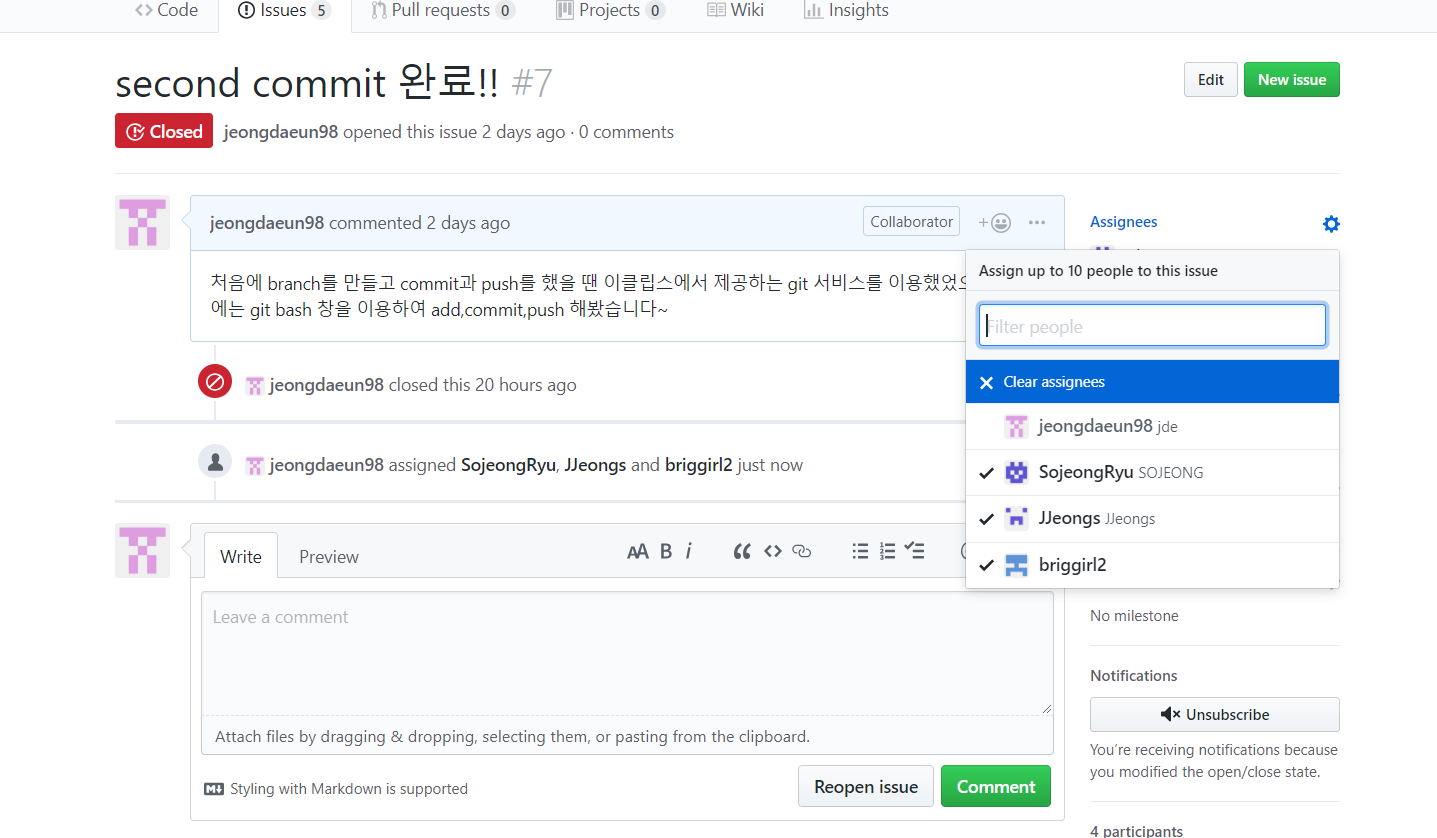 Code Issues 5 Pull requests 0 Projects 0 Wiki Insights
second commit 완료!! #7
Edit New issue
Closed jeongdaeun98 opened this issue 2 days ago · 0 comments
jeongdaeun98 commented 2 days ago Collaborator
처음에 branch를 만들고 commit과 push를 했을 땐 이클립스에서 제공하는 git 서비스를 이용했었
에는 git bash 창을 이용하여 add,commit,push 해봤습니다~
jeongdaeun98 closed this 20 hours ago
jeongdaeun98 assigned SojeongRyu, JJeongs and briggirl2 just now
Write Preview
AA B i
Leave a comment
Attach files by dragging & dropping, selecting them, or pasting from the clipboard.
Styling with Markdown is supported
Reopen issue Comment
Assignees
Assign up to 10 people to this issue
Filter people
Clear assignees
jeongdaeun98 jde
SojeongRyu SOJEONG
JJeongs JJeongs
briggirl2
No milestone
Notifications
Unsubscribe
You’re receiving notifications because
you modified the open/close state.
4 participants